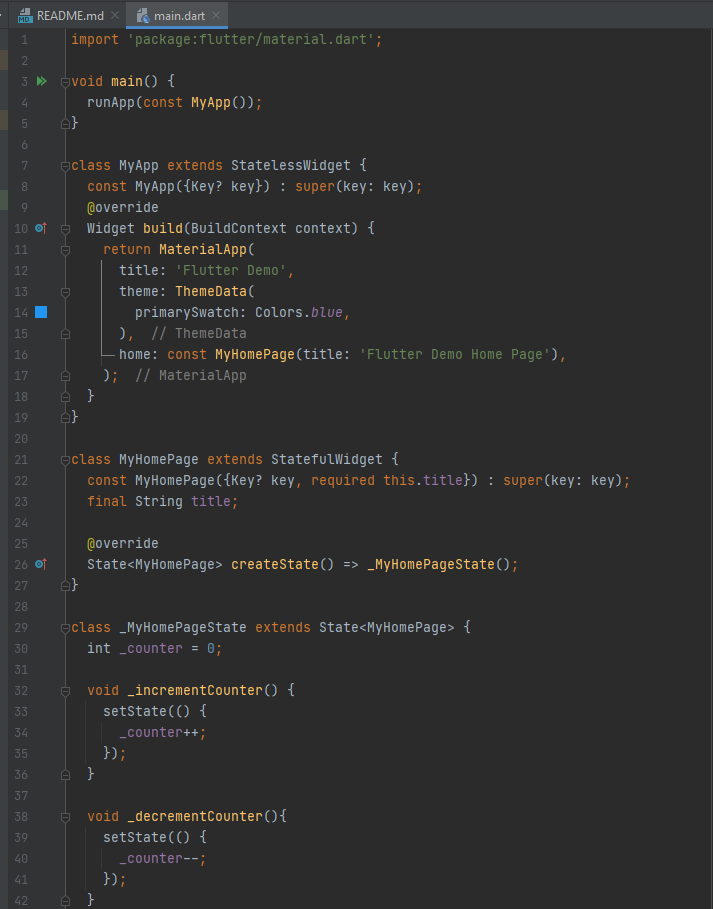 README.md
main.dart
1 import 'package:flutter/material.dart';
2
3 void main() {
4   runApp(const MyApp());
5 }
6
7 class MyApp extends StatelessWidget {
8   const MyApp({Key? key}) : super(key: key);
9   @override
10   Widget build(BuildContext context) {
11     return MaterialApp(
12       title: 'Flutter Demo',
13       theme: ThemeData(
14         primarySwatch: Colors.blue,
15       ),  // ThemeData
16       home: const MyHomePage(title: 'Flutter Demo Home Page'),
17     );  // MaterialApp
18   }
19 }
20
21 class MyHomePage extends StatefulWidget {
22   const MyHomePage({Key? key, required this.title}) : super(key: key);
23   final String title;
24
25   @override
26   State<MyHomePage> createState() => _MyHomePageState();
27 }
28
29 class _MyHomePageState extends State<MyHomePage> {
30   int _counter = 0;
31
32   void _incrementCounter() {
33     setState(() {
34       _counter++;
35     });
36   }
37
38   void _decrementCounter(){
39     setState(() {
40       _counter--;
41     });
42   }